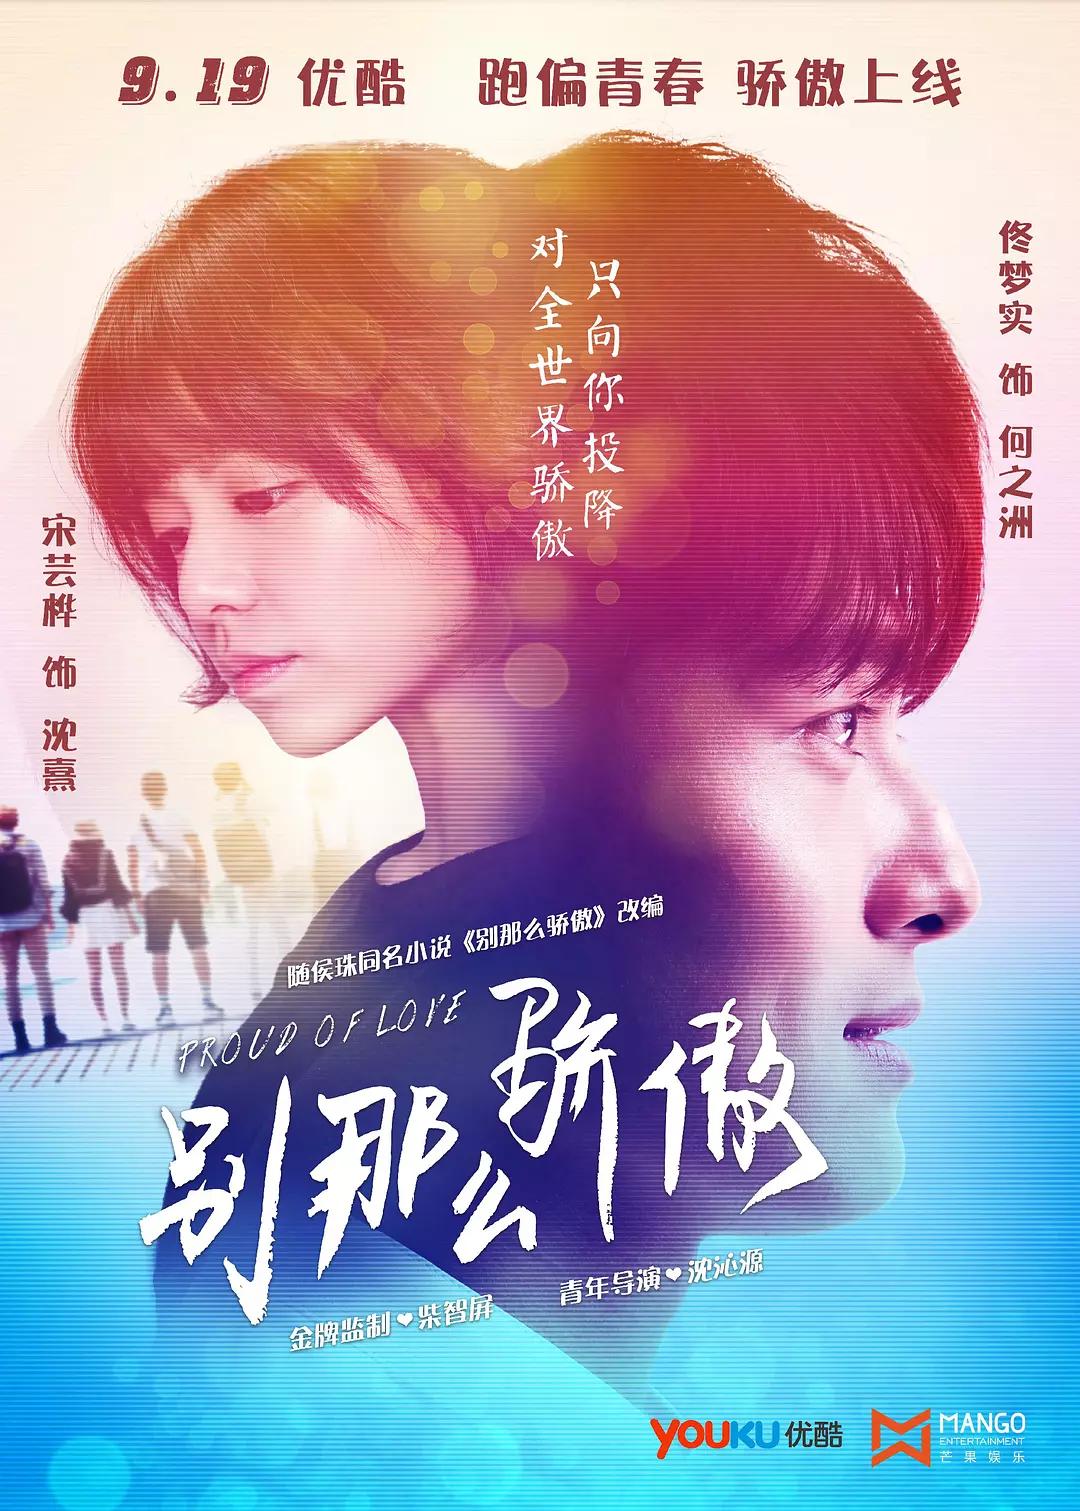 9.19 优酷 跑偏青春 骄傲上线
对全世界骄傲
只向你投降
佟梦实 饰 何之洲
宋芸桦 饰 沈熹
随侯珠同名小说《别那么骄傲》改编
PROUD OF LOVE
别那么骄傲
金牌监制❤柴智屏
青年导演❤沈沁源
YOUKU优酷
MANGO
ENTERTAINMENT
芒果娱乐